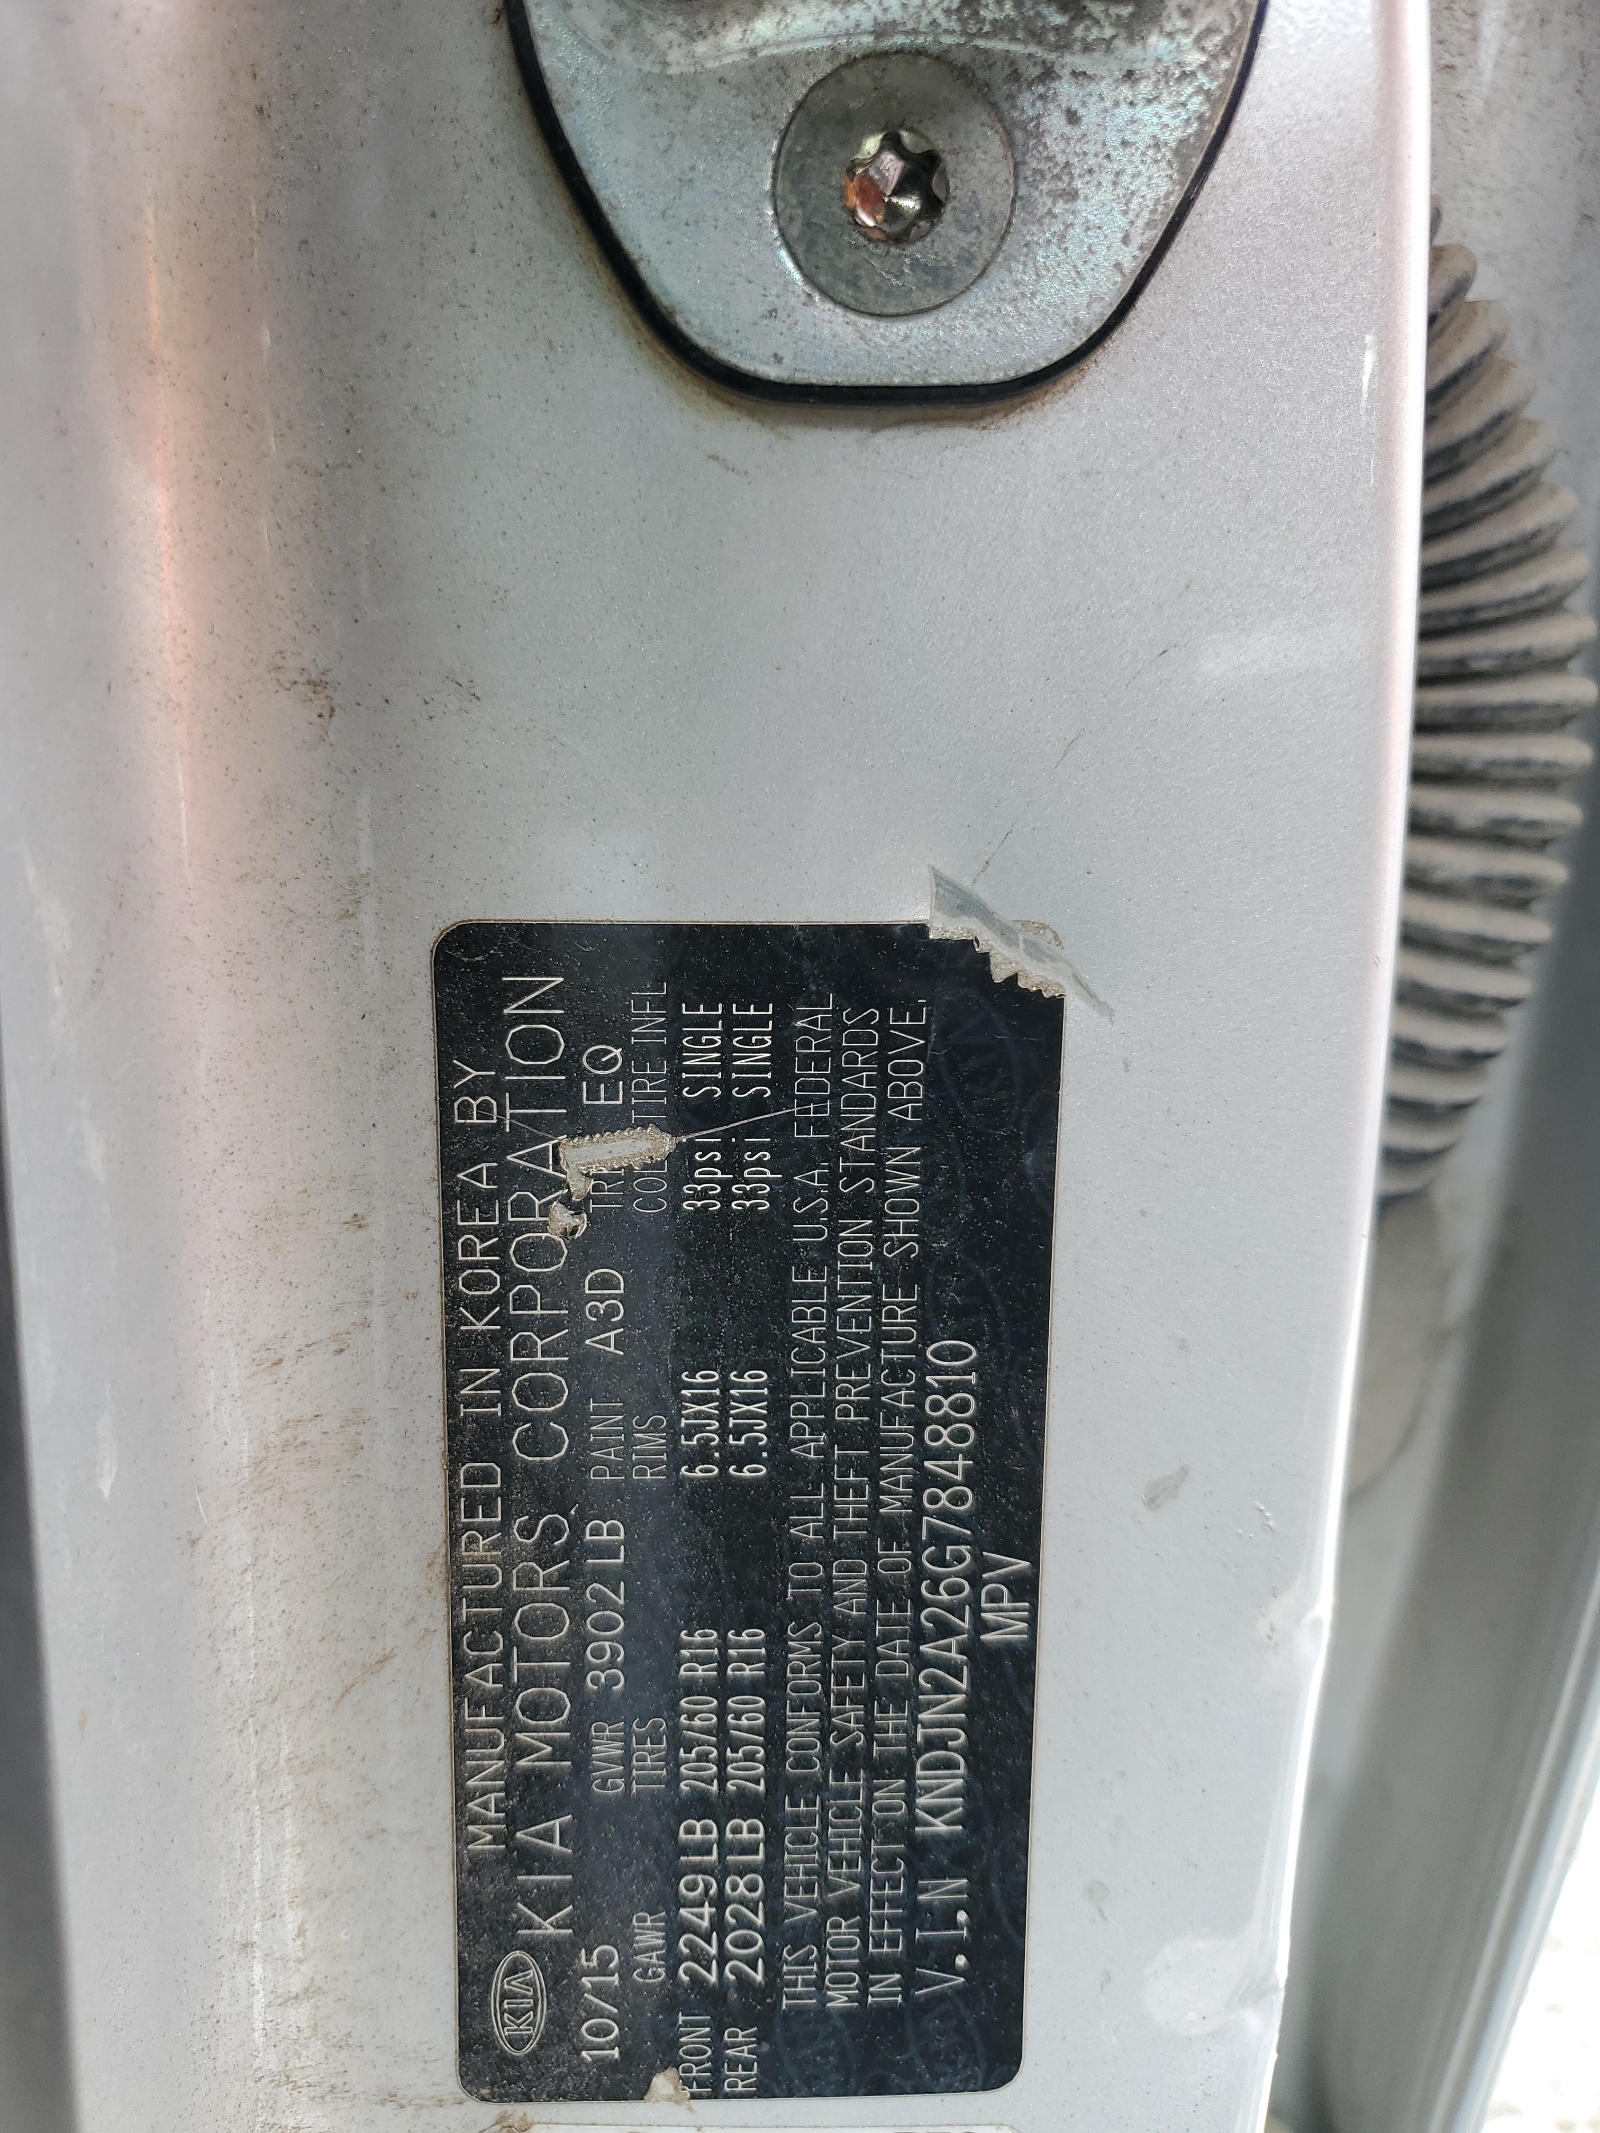 KIA
MANUFACTURED IN KOREA BY
KIA MOTORS CORPORATION
10/15 GVWR 3902LB PAINT A3D EQ
GAWR TIRES RIMS TIRE INFL
FRONT 2249LB 205/60 R16 6.5JX16 33psi SINGLE
REAR 2028LB 205/60 R16 6.5JX16 33psi SINGLE
THIS VEHICLE CONFORMS TO ALL APPLICABLE U.S.A. FEDERAL
MOTOR VEHICLE SAFETY AND THEFT PREVENTION STANDARDS
IN EFFECT ON THE DATE OF MANUFACTURE SHOWN ABOVE.
V.I.N KNDJN2A26G7848810
MPV